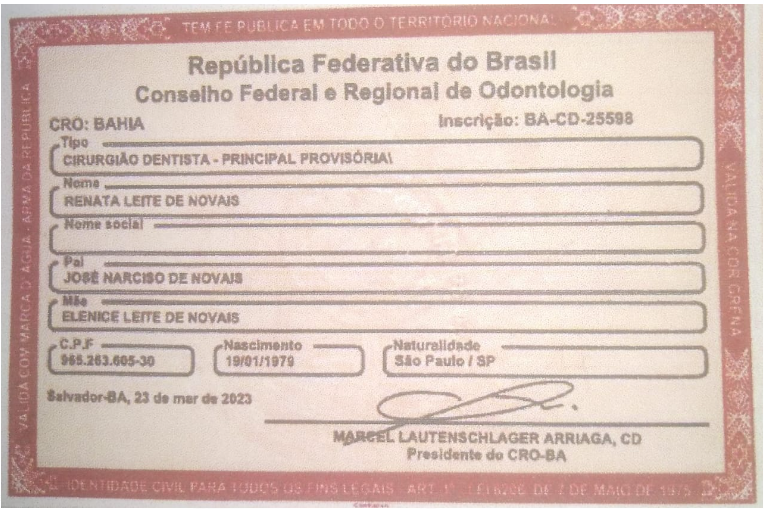 TEM FÉ PÚBLICA EM TODO O TERRITÓRIO NACIONAL
República Federativa do Brasil
Conselho Federal e Regional de Odontologia
CRO: BAHIA
Inscrição: BA-CD-25598
Tipo
CIRURGIÃO DENTISTA - PRINCIPAL PROVISÓRIA\
Nome
RENATA LEITE DE NOVAIS
Nome social
Pai
JOSÉ NARCISO DE NOVAIS
Mãe
ELENICE LEITE DE NOVAIS
C.P.F
965.263.605-30
Nascimento
19/01/1979
Naturalidade
São Paulo / SP
Salvador-BA, 23 de mar de 2023
MARCEL LAUTENSCHLAGER ARRIAGA, CD
Presidente do CRO-BA
VÁLIDA COM MARCA D'ÁGUA: ARMA DA REPÚBLICA
VÁLIDA NA COR GRENÁ
IDENTIDADE CIVIL PARA TODOS OS FINS LEGAIS - ART. 1º LEI 6206 DE 7 DE MAIO DE 1975